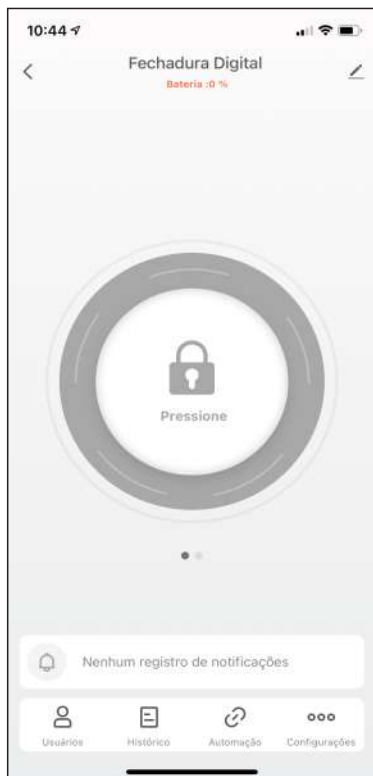 10:44
Fechadura Digital
Bateria :0 %
Pressione
Nenhum registro de notificações
Usuários Histórico Automação Configurações